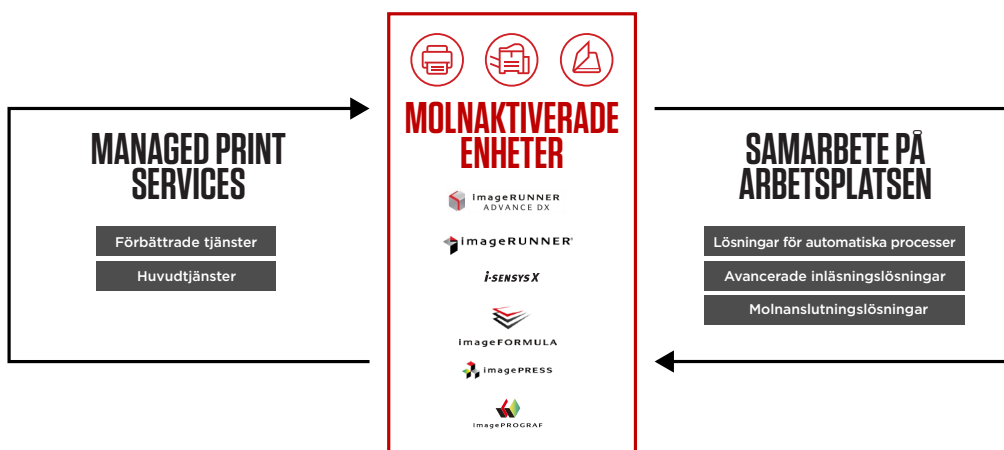 MANAGED PRINT
SERVICES
Förbättrade tjänster
Huvudtjänster
MOLNAKTIVERADE
ENHETER
imageRUNNER
ADVANCE DX
imageRUNNER®
i-SENSYS X
imageFORMULA
imagePRESS
imagePROGRAF
SAMARBETE PÅ
ARBETSPLATSEN
Lösningar för automatiska processer
Avancerade inläsningslösningar
Molnanslutningslösningar